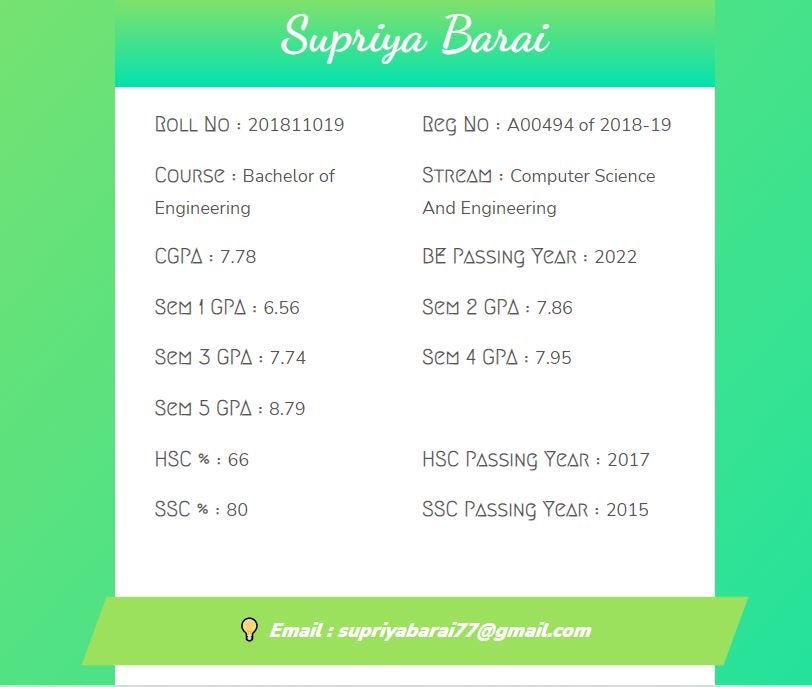 Supriya Barai
Roll No : 201811019
Reg No : A00494 of 2018-19
Course : Bachelor of
Engineering
Stream : Computer Science
And Engineering
CGPA : 7.78
BE Passing Year : 2022
Sem 1 GPA : 6.56
Sem 2 GPA : 7.86
Sem 3 GPA : 7.74
Sem 4 GPA : 7.95
Sem 5 GPA : 8.79
HSC % : 66
HSC Passing Year : 2017
SSC % : 80
SSC Passing Year : 2015
Email : supriyabarai77@gmail.com